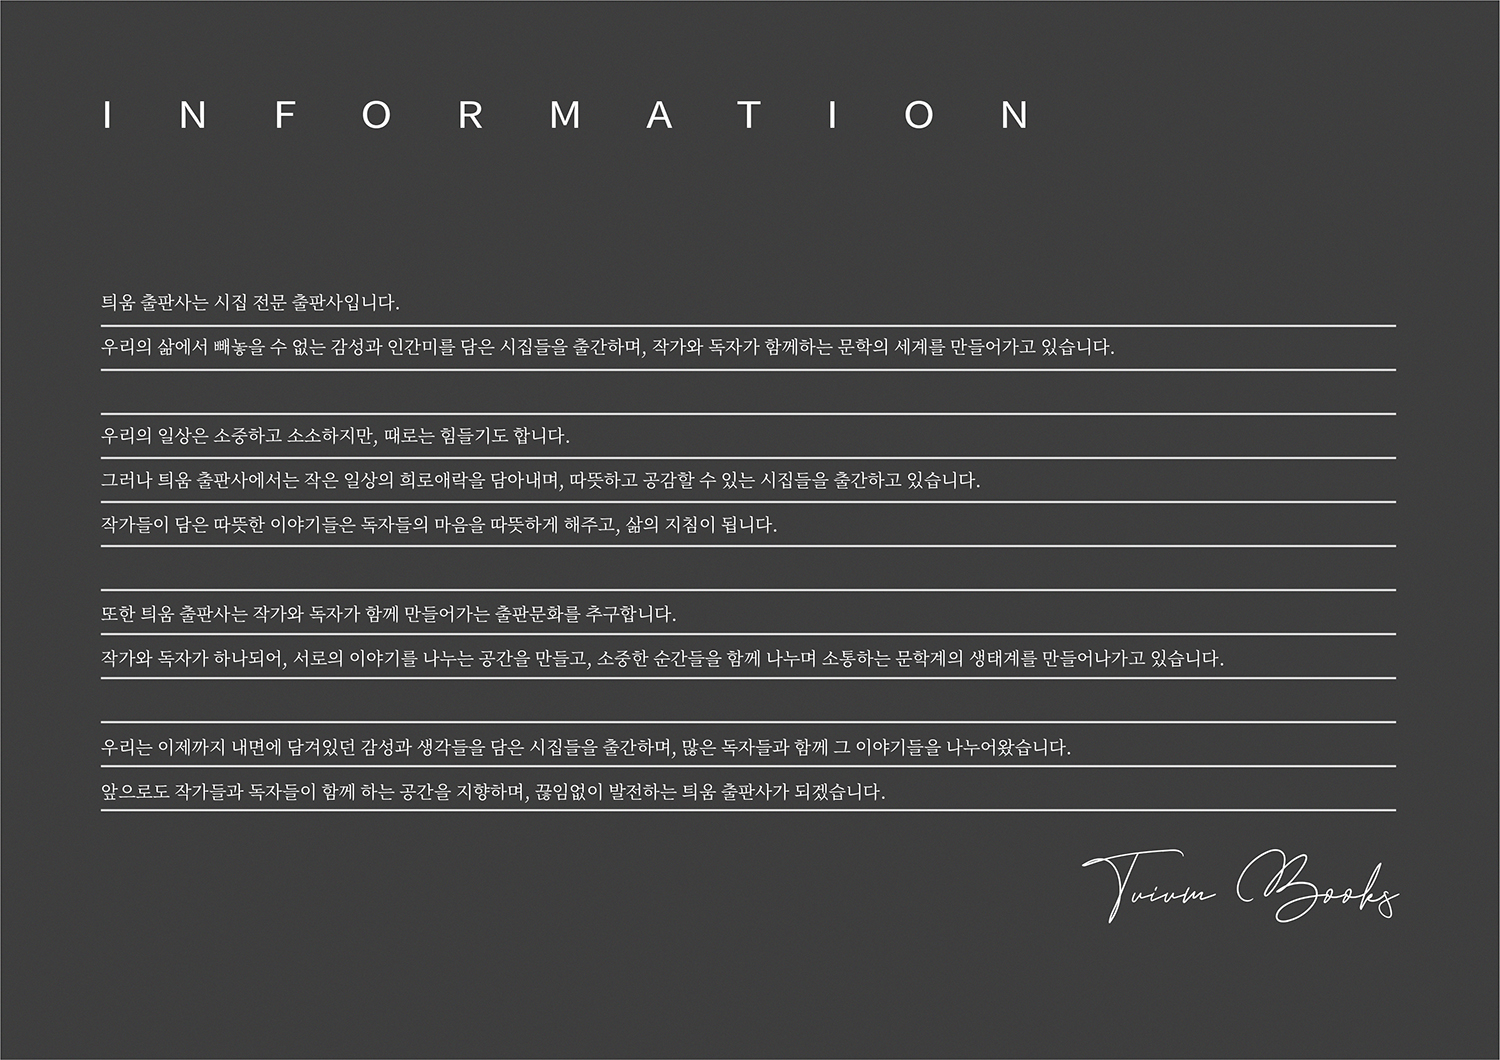 INFORMATION
틔움 출판사는 시집 전문 출판사입니다.
우리의 삶에서 빼놓을 수 없는 감성과 인간미를 담은 시집들을 출간하며, 작가와 독자가 함께하는 문학의 세계를 만들어가고 있습니다.
우리의 일상은 소중하고 소소하지만, 때로는 힘들기도 합니다.
그러나 틔움 출판사에서는 작은 일상의 희로애락을 담아내며, 따뜻하고 공감할 수 있는 시집들을 출간하고 있습니다.
작가들이 담은 따뜻한 이야기들은 독자들의 마음을 따뜻하게 해주고, 삶의 지침이 됩니다.
또한 틔움 출판사는 작가와 독자가 함께 만들어가는 출판문화를 추구합니다.
작가와 독자가 하나되어, 서로의 이야기를 나누는 공간을 만들고, 소중한 순간들을 함께 나누며 소통하는 문학계의 생태계를 만들어나가고 있습니다.
우리는 이제까지 내면에 담겨있던 감성과 생각들을 담은 시집들을 출간하며, 많은 독자들과 함께 그 이야기들을 나누어왔습니다.
앞으로도 작가들과 독자들이 함께 하는 공간을 지향하며, 끊임없이 발전하는 틔움 출판사가 되겠습니다.
Tuium Books